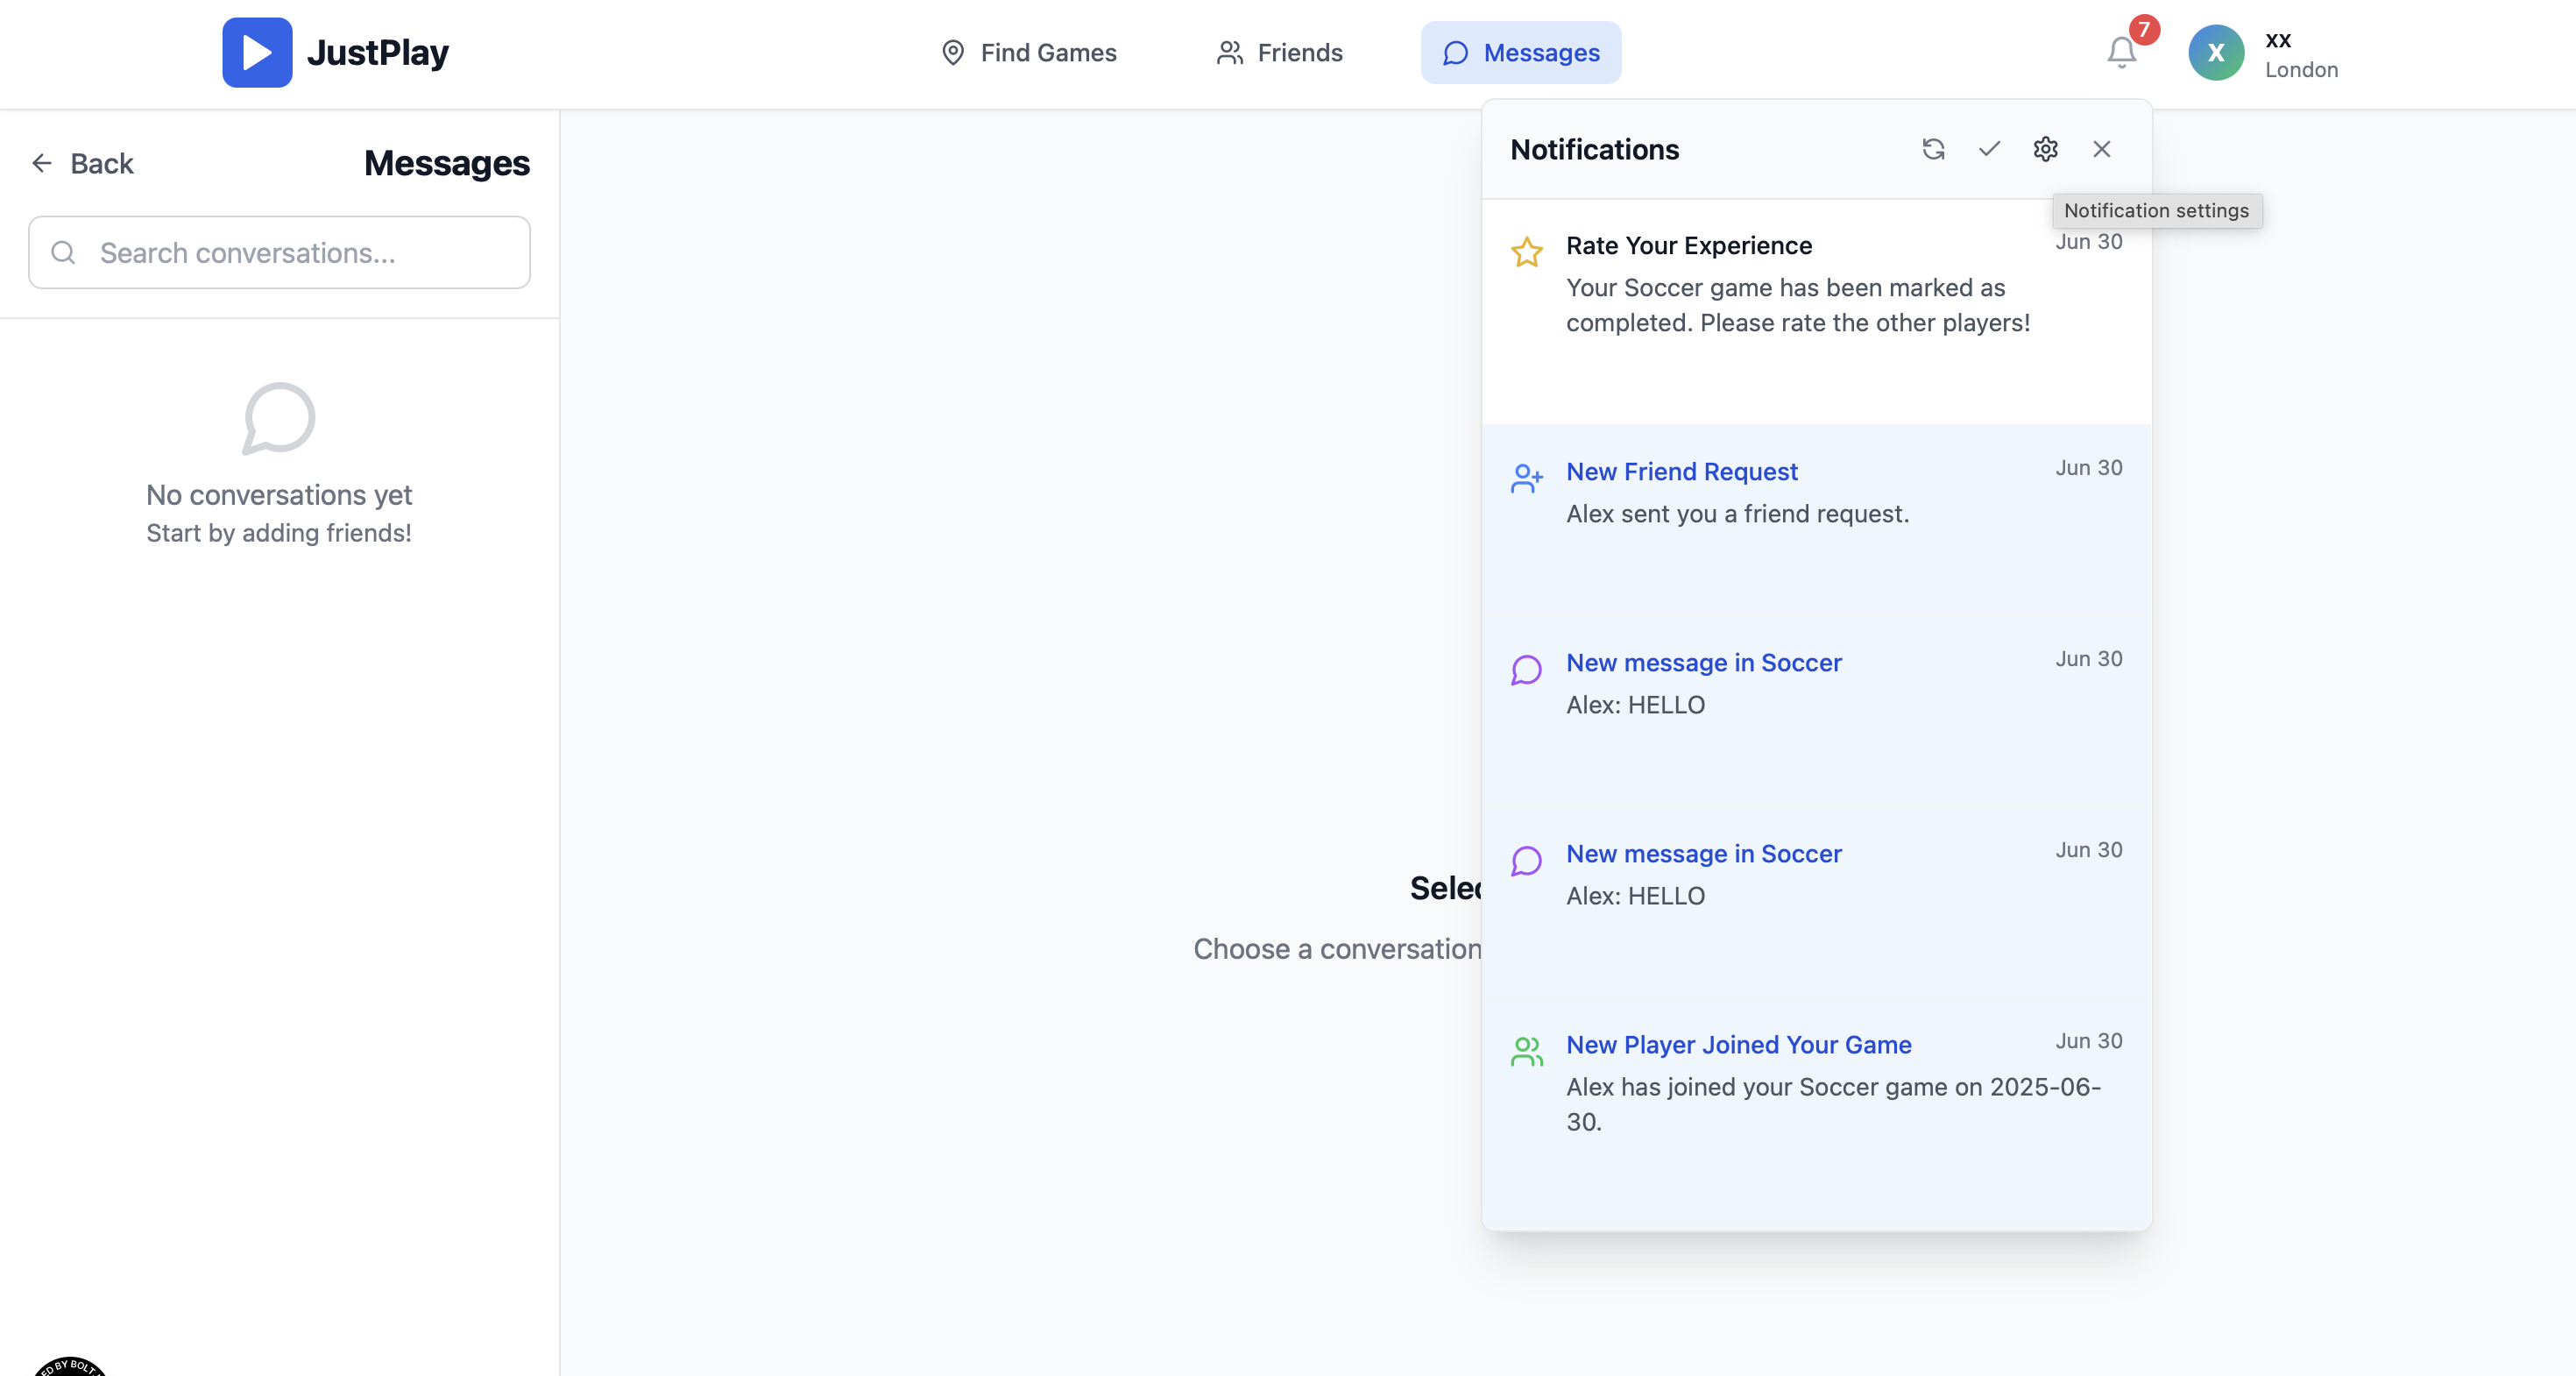 JustPlay
Find Games
Friends
Messages
7
X
xx
London
Back
Messages
Search conversations...
No conversations yet
Start by adding friends!
Selec
Choose a conversation
Notifications
Notification settings
Rate Your Experience
Jun 30
Your Soccer game has been marked as
completed. Please rate the other players!
New Friend Request
Jun 30
Alex sent you a friend request.
New message in Soccer
Jun 30
Alex: HELLO
New message in Soccer
Jun 30
Alex: HELLO
New Player Joined Your Game
Jun 30
Alex has joined your Soccer game on 2025-06-
30.
ED BY BOLT